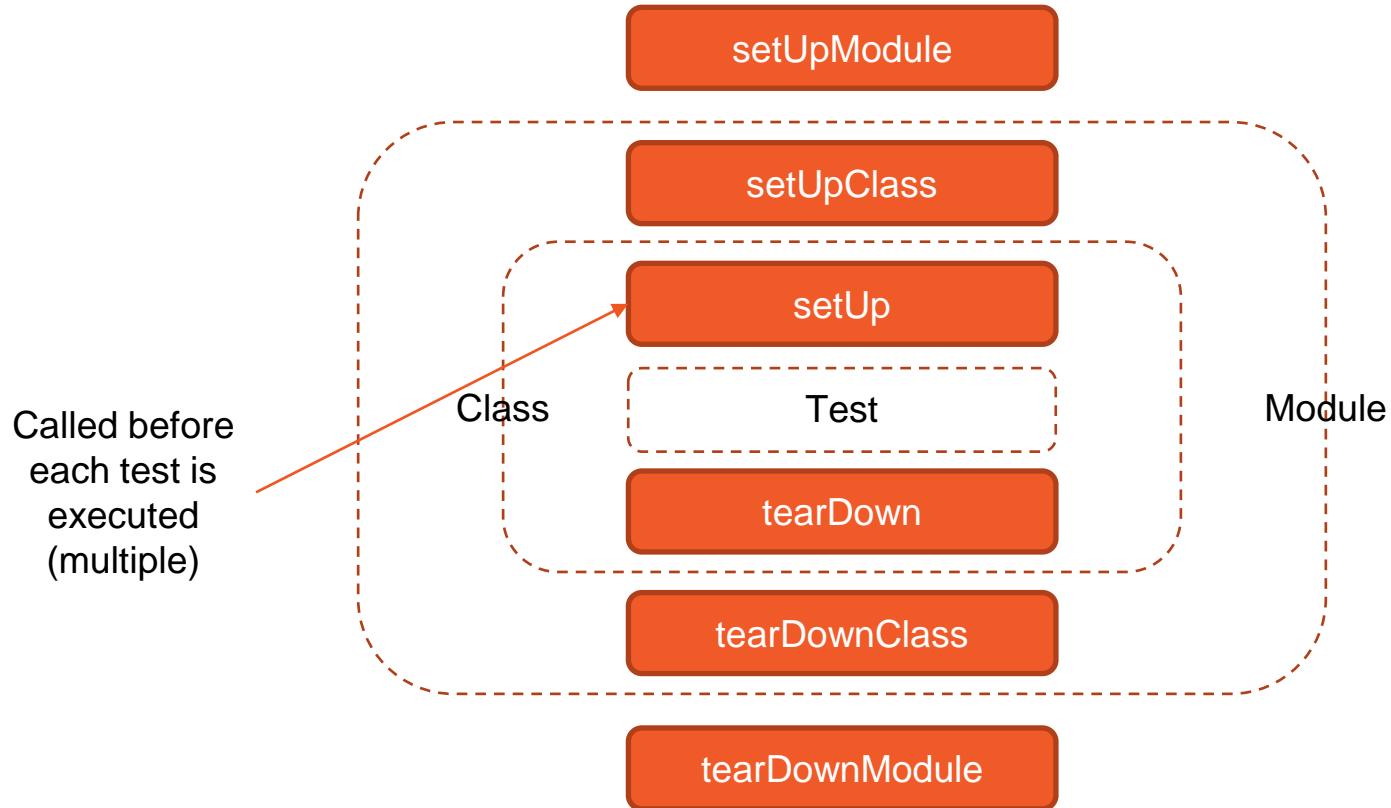 setUpModule
setUpClass
setUp
Class
Test
Module
Called before
each test is
executed
(multiple)
tearDown
tearDownClass
tearDownModule